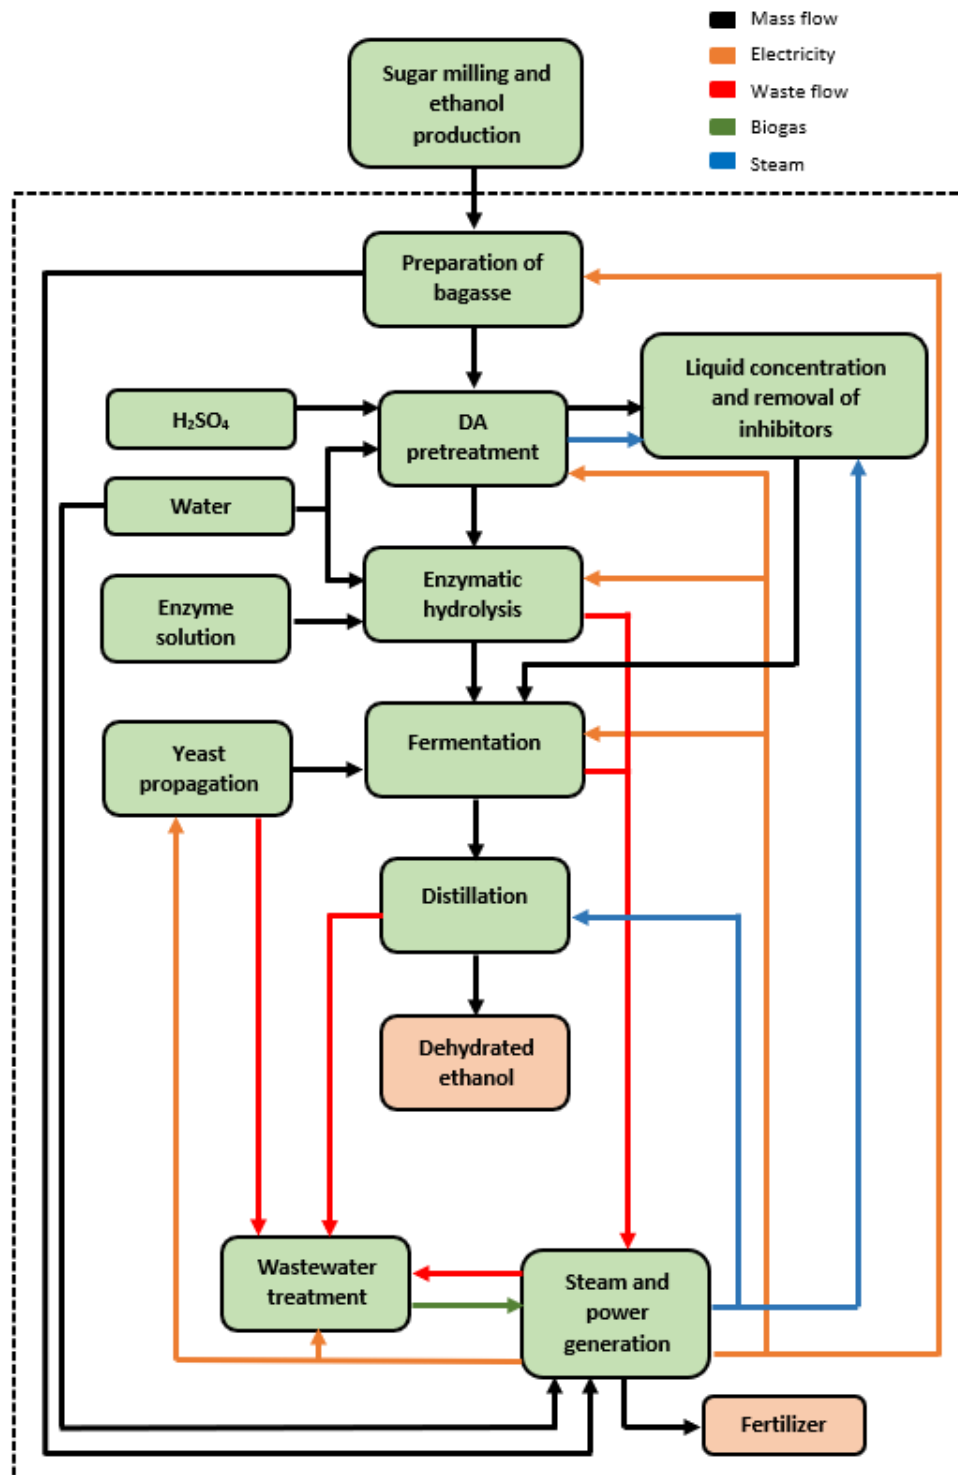 Mass flow
Electricity
Waste flow
Biogas
Steam
Sugar milling and
ethanol
production
Preparation of
bagasse
Liquid concentration
and removal of
inhibitors
H₂SO₄
DA
pretreatment
Water
Enzymatic
hydrolysis
Enzyme
solution
Fermentation
Yeast
propagation
Distillation
Dehydrated
ethanol
Wastewater
treatment
Steam and
power
generation
Fertilizer